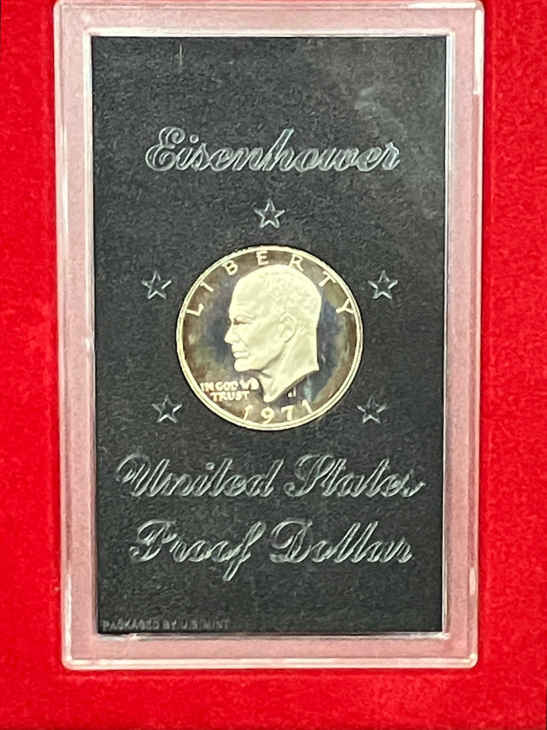 Eisenhower
LIBERTY
IN GOD WE
TRUST
1971
United States
Proof Dollar
PACKAGED BY U.S. MINT